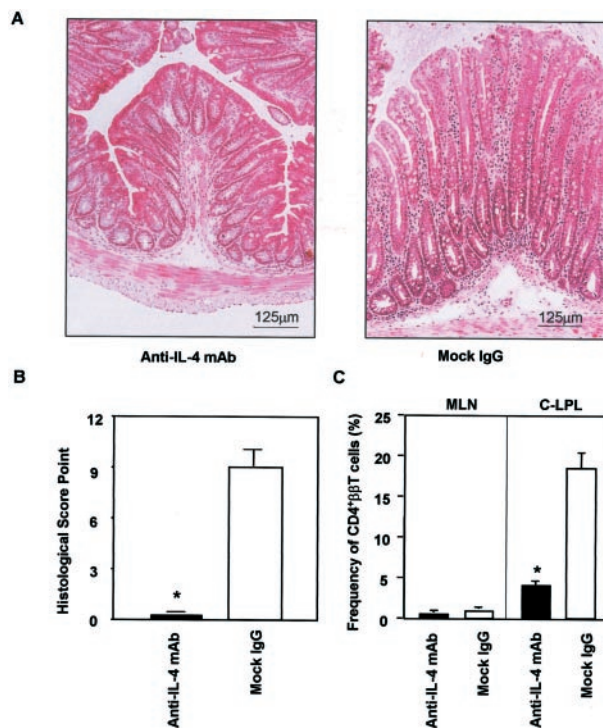 A
125µm
125µm
Anti-IL-4 mAb
Mock IgG
B
C
12
9
6
3
0
Histological Score Point
*
Anti-IL-4 mAb
Mock IgG
MLN
C-LPL
25
20
15
10
5
0
Frequency of CD4⁺ββT cells (%)
*
Anti-IL-4 mAb
Mock IgG
Anti-IL-4 mAb
Mock IgG